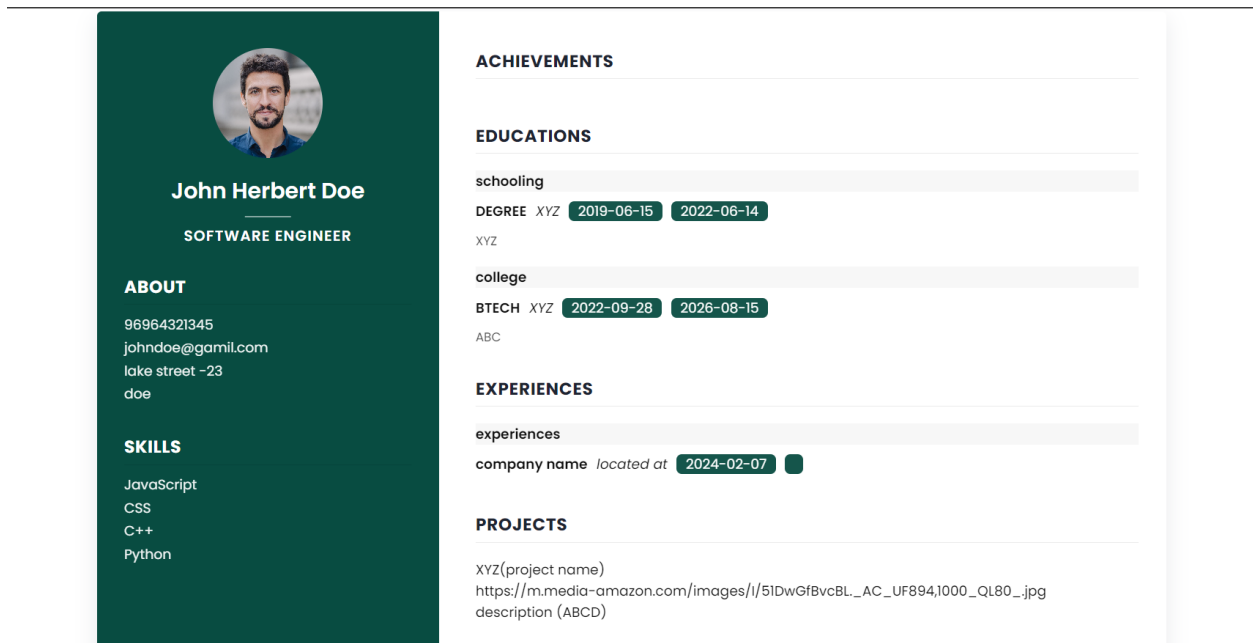 John Herbert Doe
SOFTWARE ENGINEER
ABOUT
96964321345
johndoe@gamil.com
lake street -23
doe
SKILLS
JavaScript
CSS
C++
Python
ACHIEVEMENTS
EDUCATIONS
schooling
DEGREE XYZ 2019-06-15 2022-06-14
XYZ
college
BTECH XYZ 2022-09-28 2026-08-15
ABC
EXPERIENCES
experiences
company name located at 2024-02-07
PROJECTS
XYZ(project name)
https://m.media-amazon.com/images/I/51DwGfBvcBL._AC_UF894,1000_QL80_.jpg
description (ABCD)